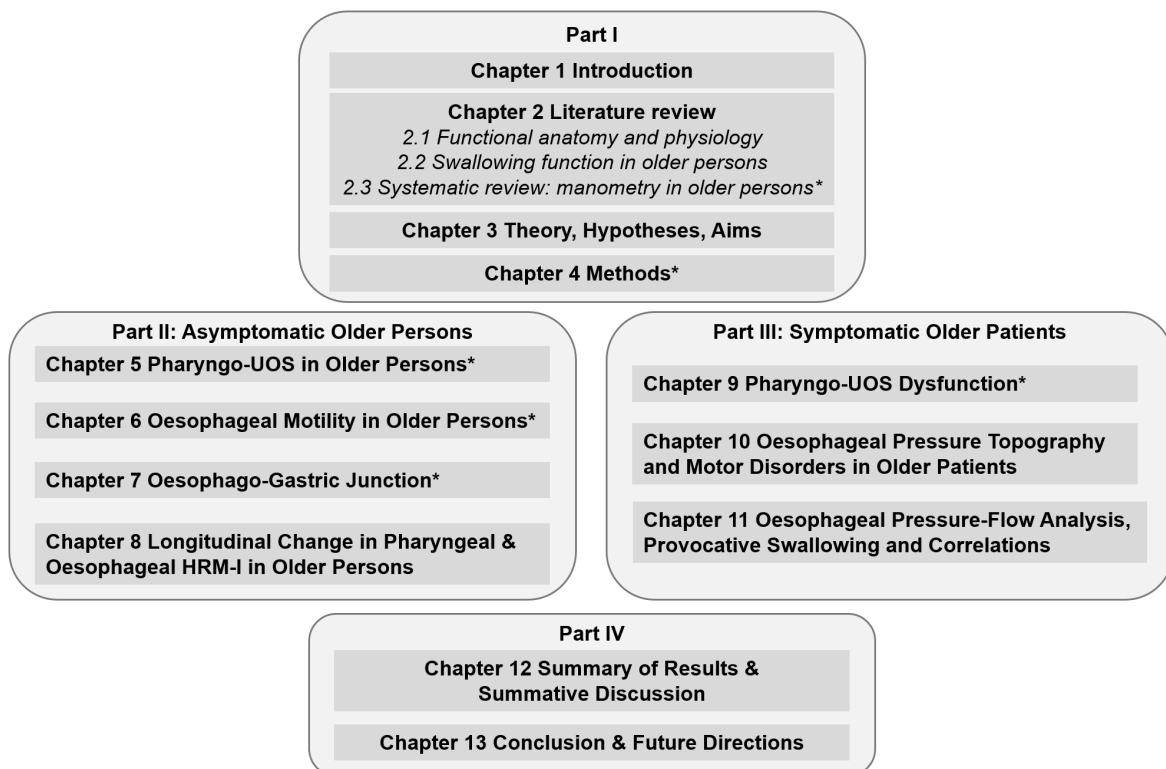 Part I
Chapter 1 Introduction
Chapter 2 Literature review
2.1 Functional anatomy and physiology
2.2 Swallowing function in older persons
2.3 Systematic review: manometry in older persons*
Chapter 3 Theory, Hypotheses, Aims
Chapter 4 Methods*
Part II: Asymptomatic Older Persons
Chapter 5 Pharyngo-UOS in Older Persons*
Chapter 6 Oesophageal Motility in Older Persons*
Chapter 7 Oesophago-Gastric Junction*
Chapter 8 Longitudinal Change in Pharyngeal &
Oesophageal HRM-I in Older Persons
Part III: Symptomatic Older Patients
Chapter 9 Pharyngo-UOS Dysfunction*
Chapter 10 Oesophageal Pressure Topography
and Motor Disorders in Older Patients
Chapter 11 Oesophageal Pressure-Flow Analysis,
Provocative Swallowing and Correlations
Part IV
Chapter 12 Summary of Results &
Summative Discussion
Chapter 13 Conclusion & Future Directions